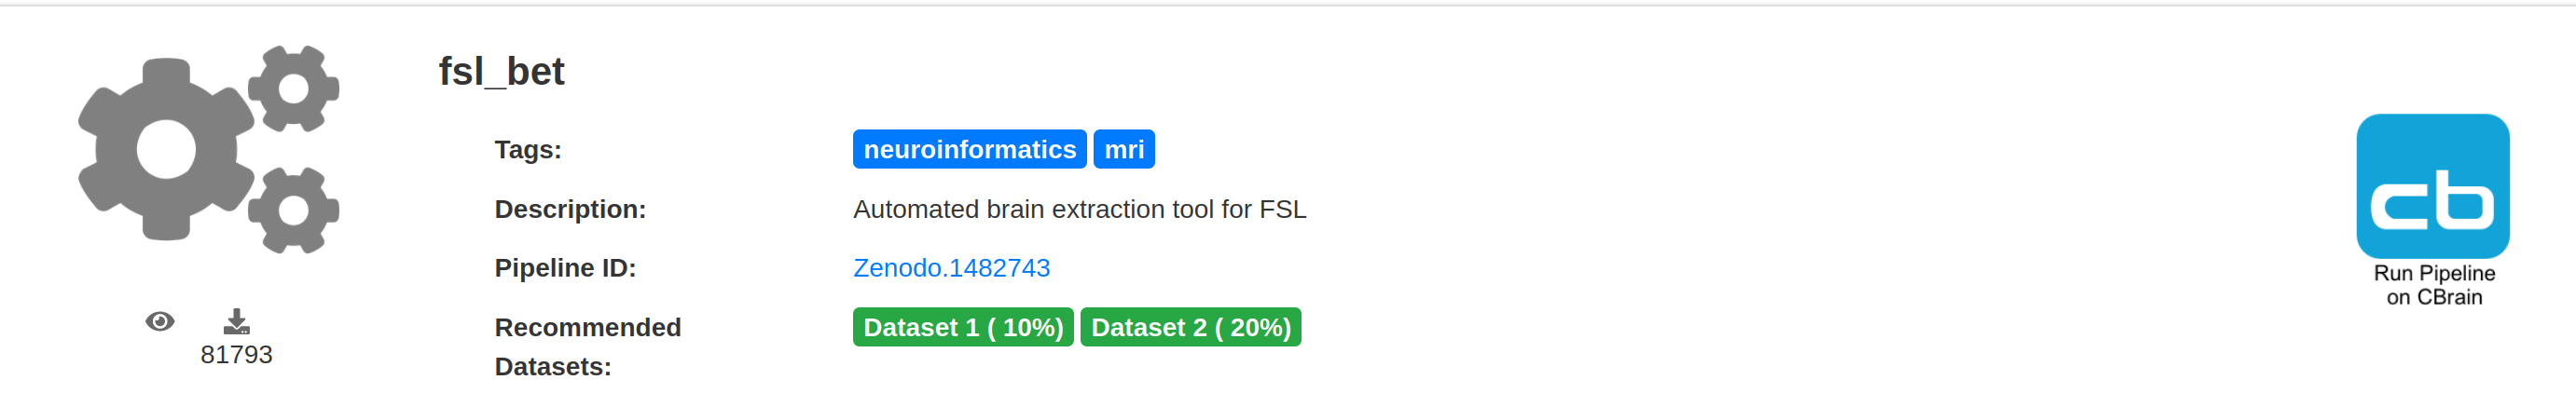 fsl_bet
Tags: neuroinformatics mri
Description: Automated brain extraction tool for FSL
Pipeline ID: Zenodo.1482743
Recommended Datasets: Dataset 1 ( 10%) Dataset 2 ( 20%)
81793
cb
Run Pipeline
on CBrain